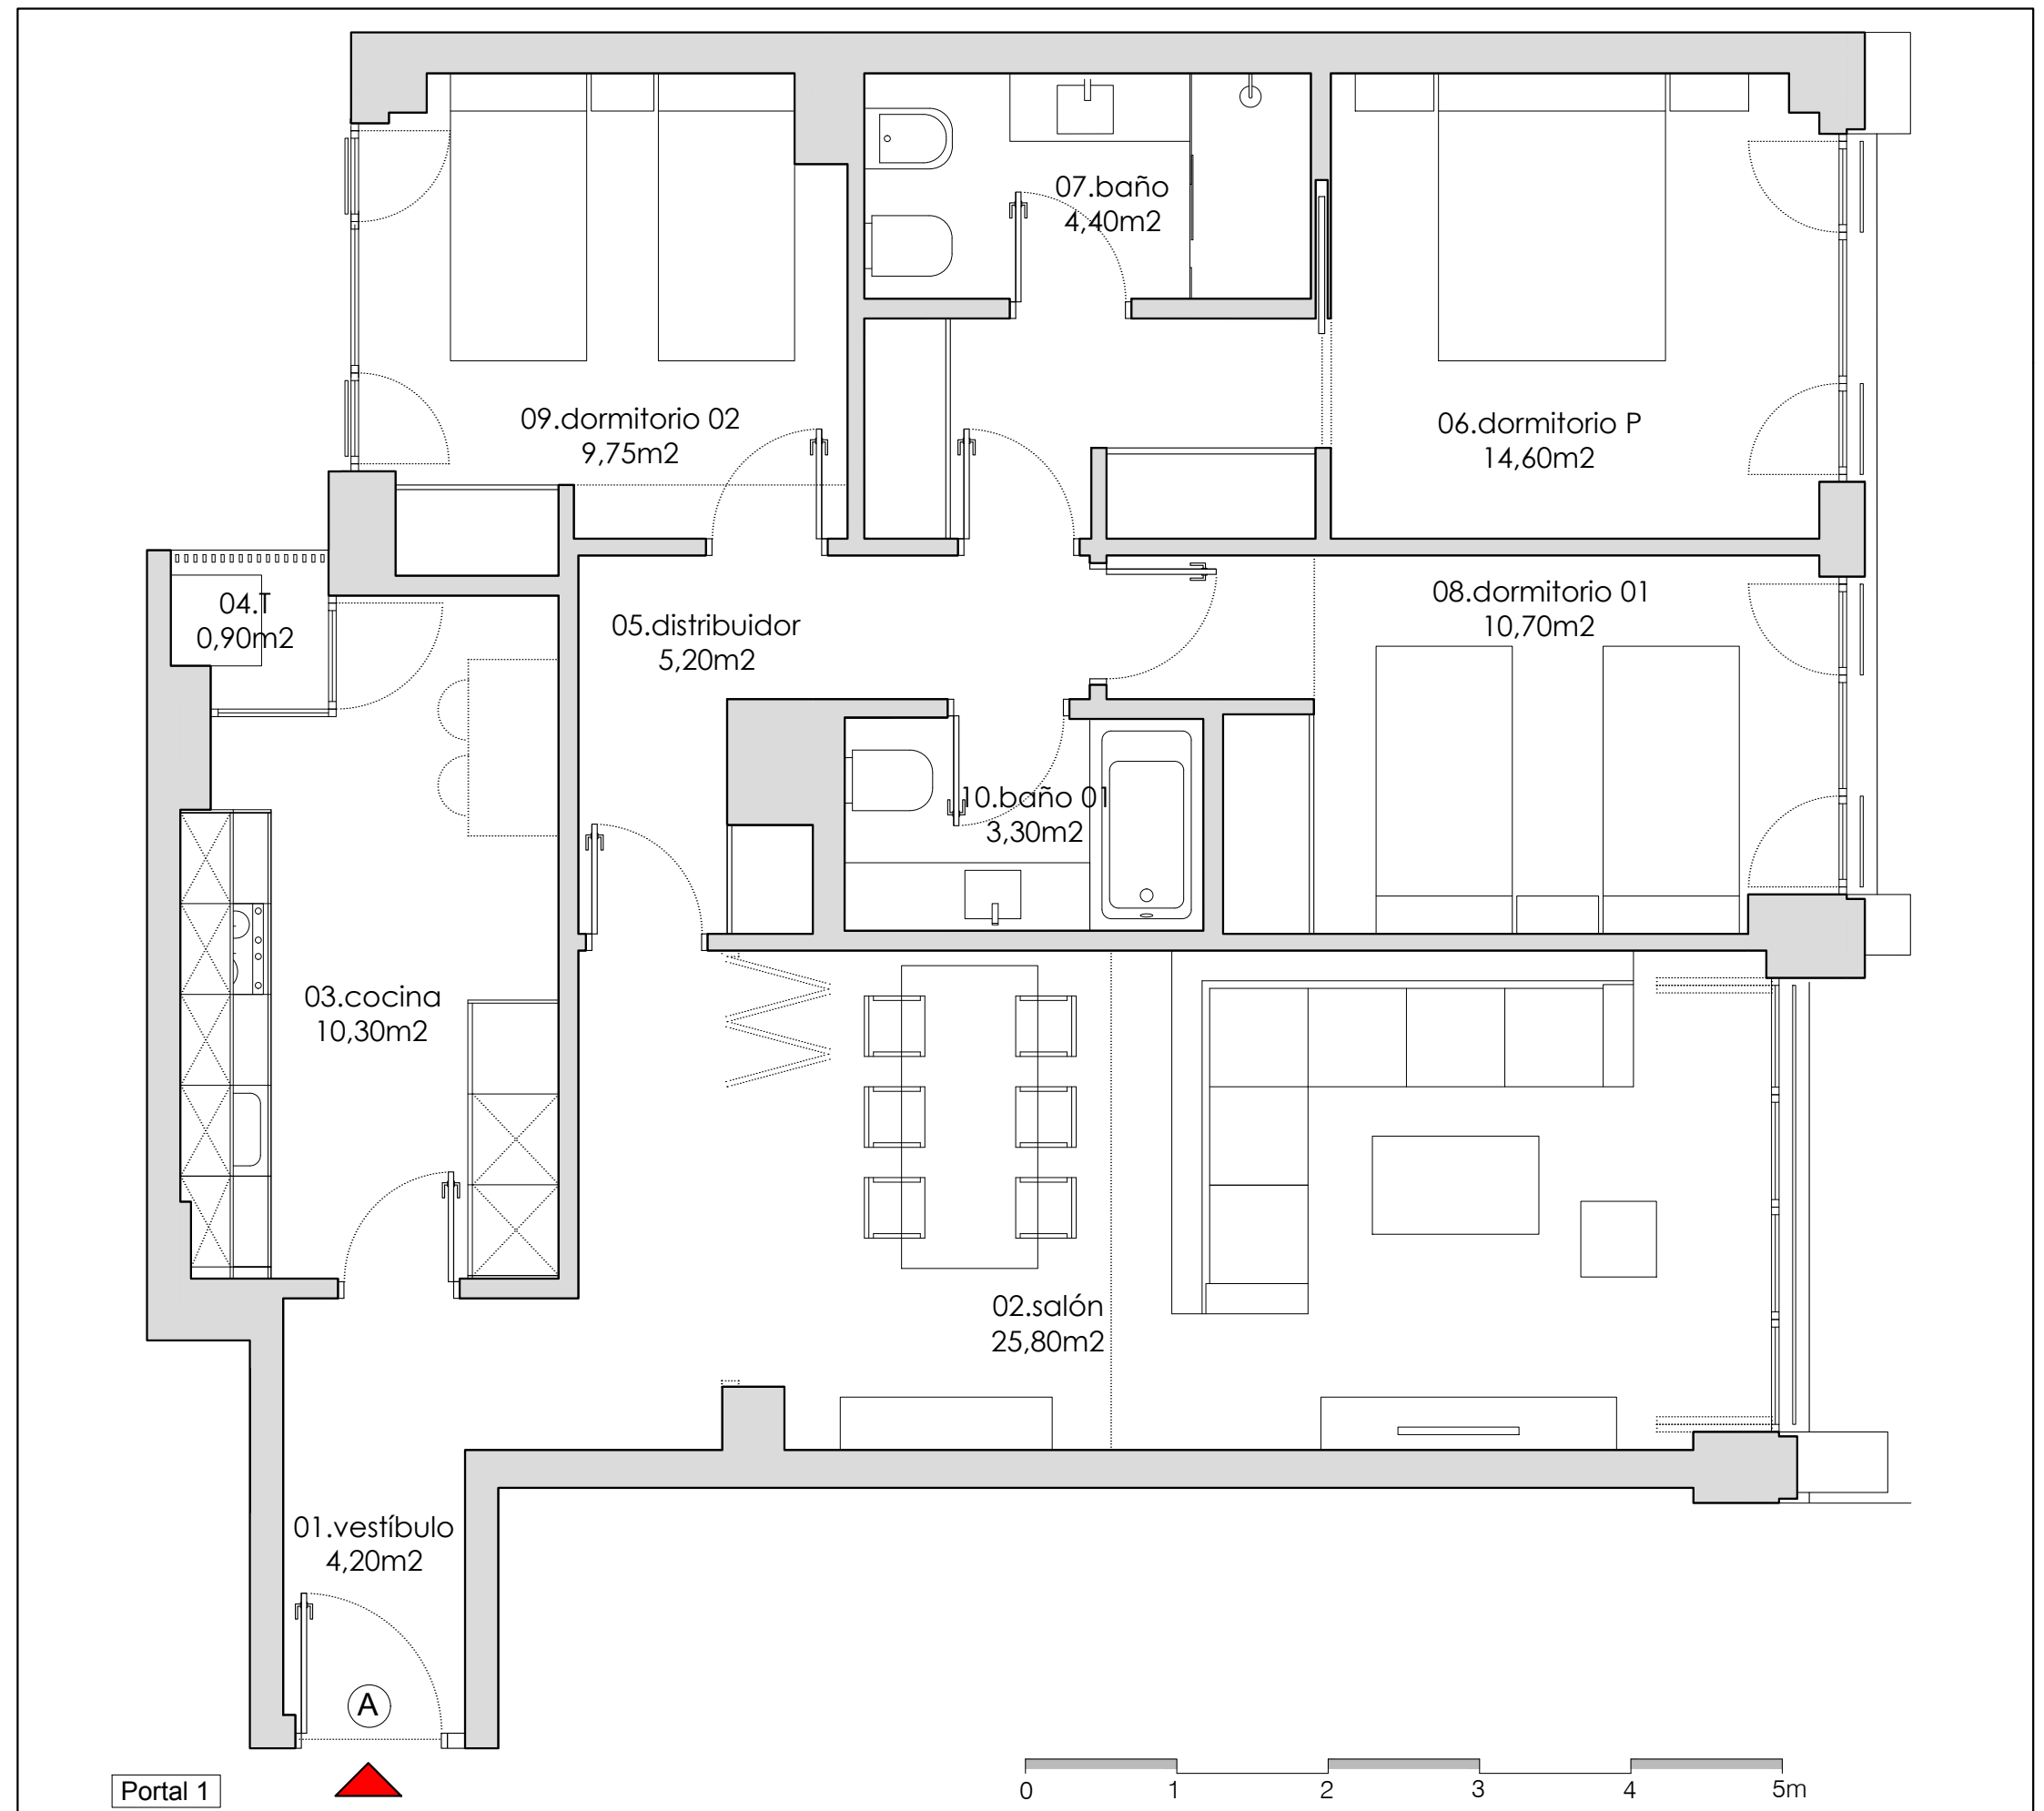 07.baño
4,40m2
09.dormitorio 02
9,75m2
06.dormitorio P
14,60m2
04.T
0,90m2
05.distribuidor
5,20m2
08.dormitorio 01
10,70m2
10.baño 01
3,30m2
03.cocina
10,30m2
02.salón
25,80m2
01.vestíbulo
4,20m2
A
Portal 1
0 1 2 3 4 5m